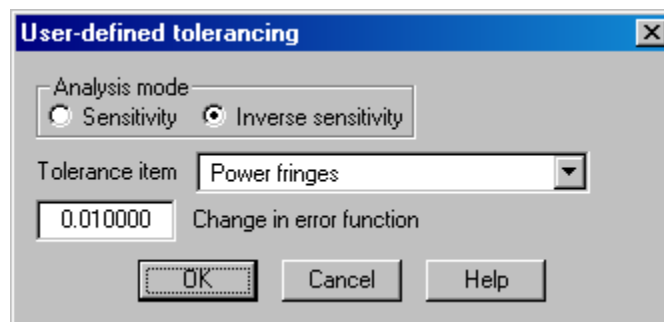 User-defined tolerancing
Analysis mode
Sensitivity Inverse sensitivity
Tolerance item Power fringes
0.010000 Change in error function
OK Cancel Help